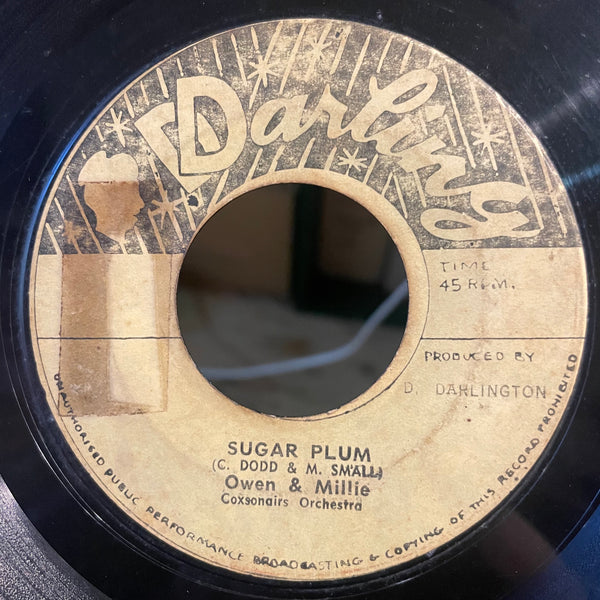 Darling
TIME
45 R.P.M.
PRODUCED BY
D. DARLINGTON
SUGAR PLUM
(C. DODD & M. SMALL)
Owen & Millie
Coxsonairs Orchestra
UNAUTHORISED PUBLIC PERFORMANCE BROADCASTING & COPYING OF THIS RECORD PROHIBITED